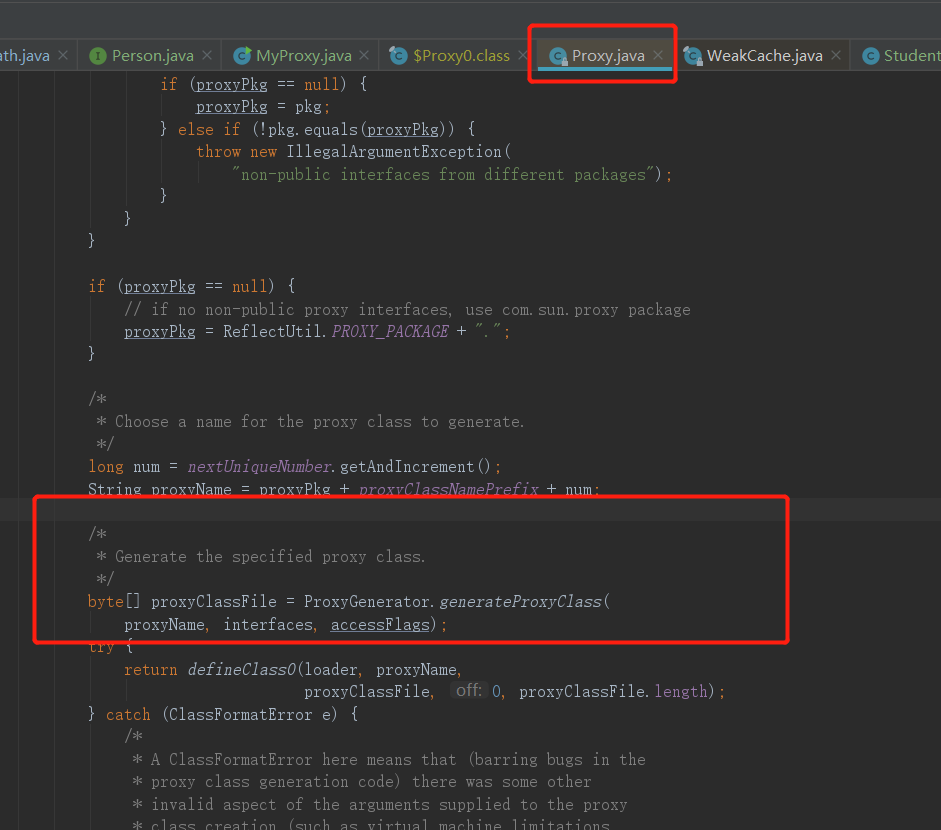 ath.java Person.java MyProxy.java $Proxy0.class Proxy.java WeakCache.java Student
if (proxyPkg == null) {
proxyPkg = pkg;
} else if (!pkg.equals(proxyPkg)) {
throw new IllegalArgumentException(
"non-public interfaces from different packages");
}
}
}
if (proxyPkg == null) {
// if no non-public proxy interfaces, use com.sun.proxy package
proxyPkg = ReflectUtil.PROXY_PACKAGE + ".";
}
/*
* Choose a name for the proxy class to generate.
*/
long num = nextUniqueNumber.getAndIncrement();
String proxyName = proxyPkg + proxyClassNamePrefix + num;
/*
* Generate the specified proxy class.
*/
byte[] proxyClassFile = ProxyGenerator.generateProxyClass(
proxyName, interfaces, accessFlags);
try {
return defineClass0(loader, proxyName,
proxyClassFile, off: 0, proxyClassFile.length);
} catch (ClassFormatError e) {
/*
* A ClassFormatError here means that (barring bugs in the
* proxy class generation code) there was some other
* invalid aspect of the arguments supplied to the proxy
* class creation (such as virtual machine limitations